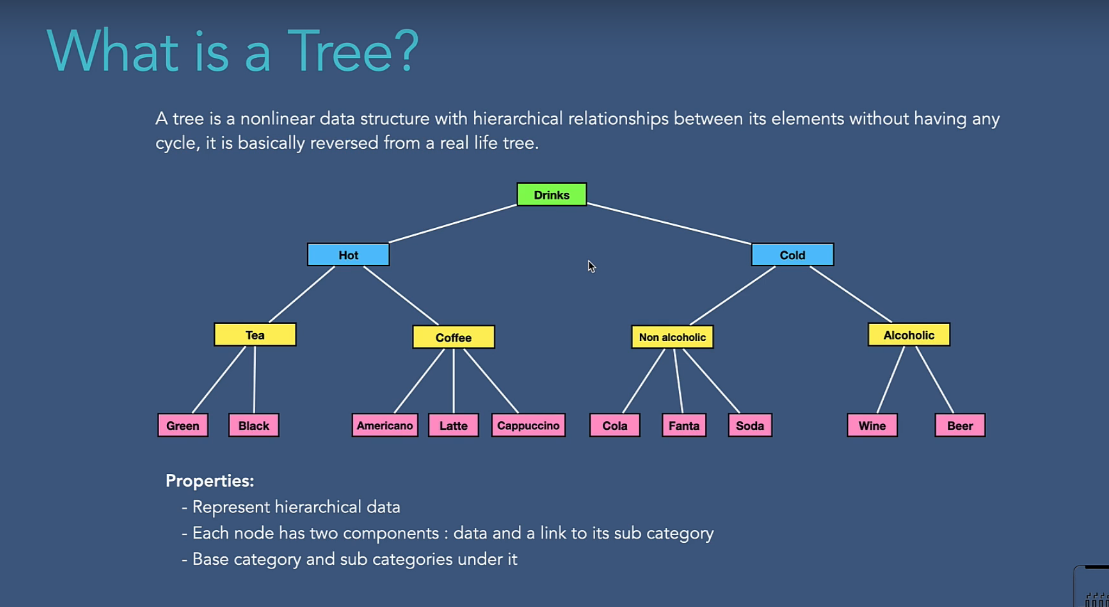 What is a Tree?
A tree is a nonlinear data structure with hierarchical relationships between its elements without having any
cycle, it is basically reversed from a real life tree.
Drinks
Hot
Cold
Tea
Coffee
Non alcoholic
Alcoholic
Green
Black
Americano
Latte
Cappuccino
Cola
Fanta
Soda
Wine
Beer
Properties:
- Represent hierarchical data
- Each node has two components : data and a link to its sub category
- Base category and sub categories under it